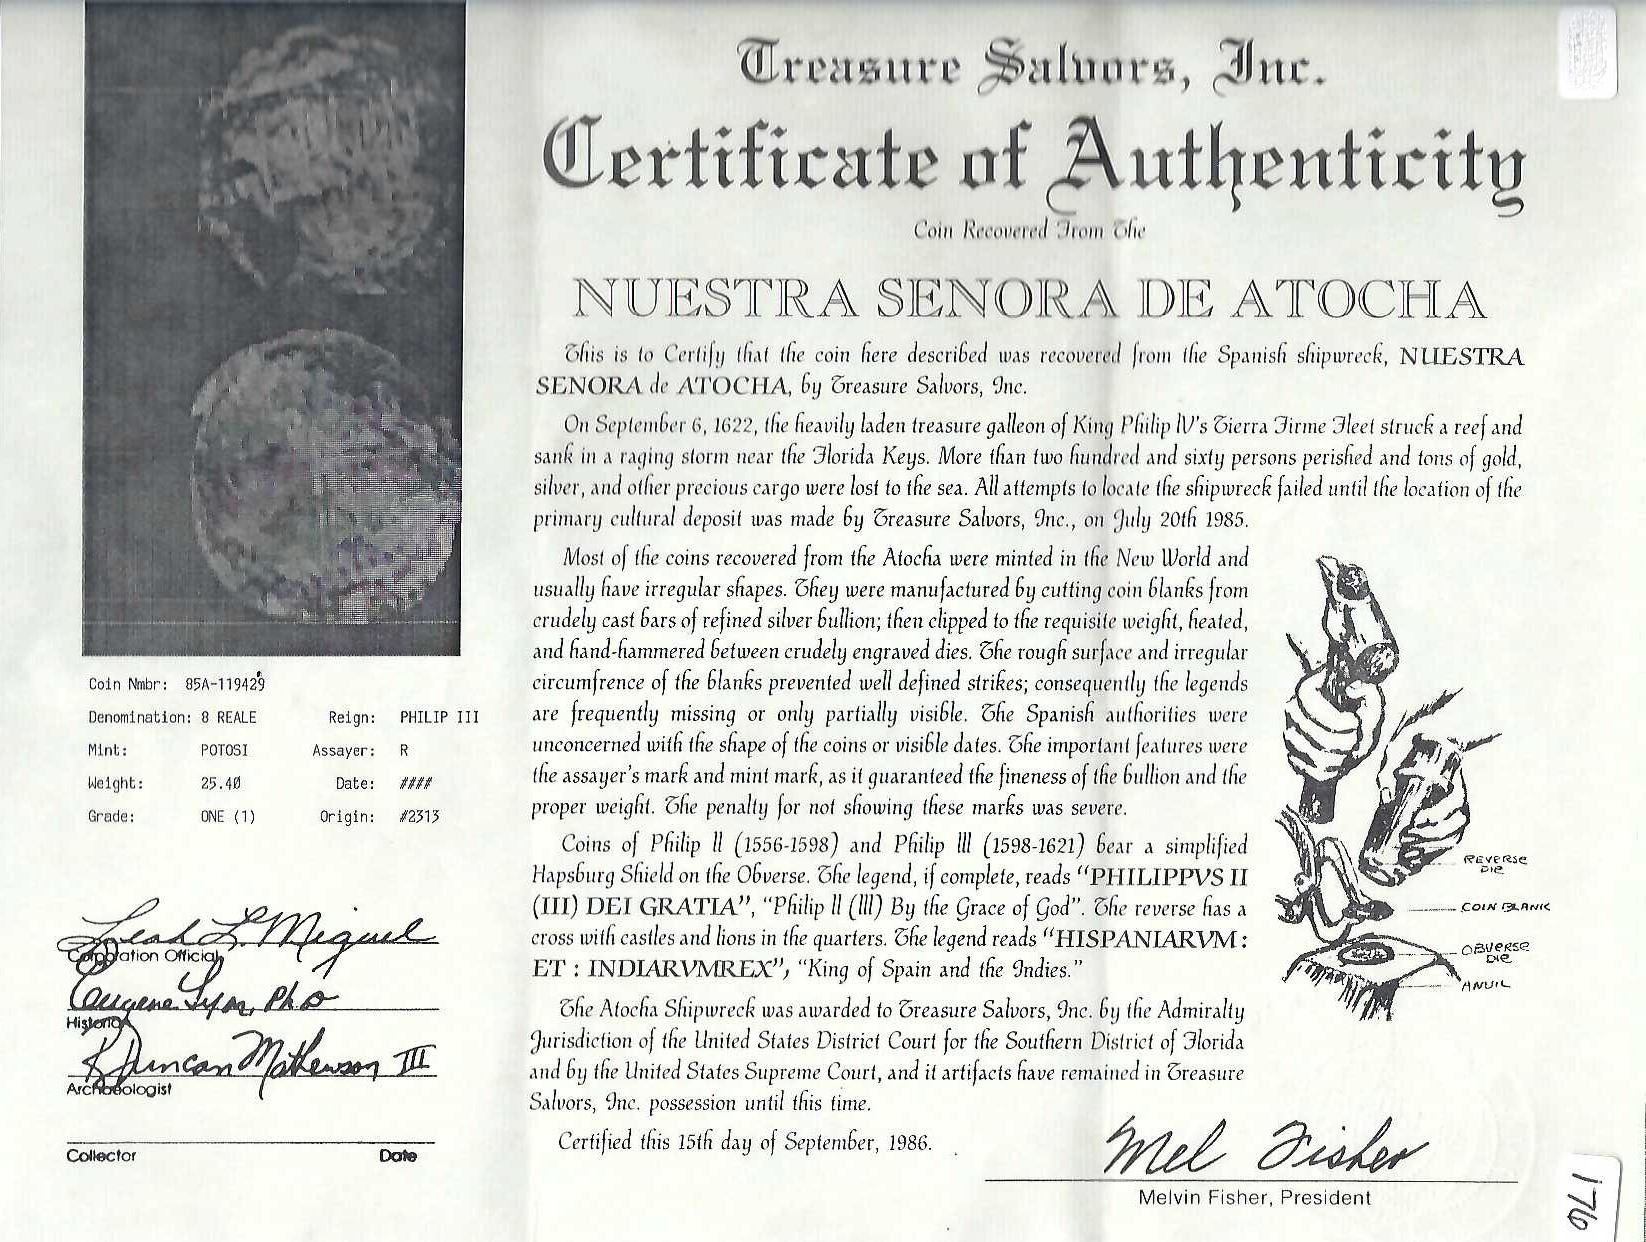 Treasure Salvors, Inc.
Certificate of Authenticity
Coin Recovered From The
NUESTRA SENORA DE ATOCHA
This is to Certify that the coin here described was recovered from the Spanish shipwreck, NUESTRA
SENORA de ATOCHA, by Treasure Salvors, Inc.
On September 6, 1622, the heavily laden treasure galleon of King Philip IV's Tierra Firme Fleet struck a reef and
sank in a raging storm near the Florida Keys. More than two hundred and sixty persons perished and tons of gold,
silver, and other precious cargo were lost to the sea. All attempts to locate the shipwreck failed until the location of the
primary cultural deposit was made by Treasure Salvors, Inc., on July 20th 1985.
Most of the coins recovered from the Atocha were minted in the New World and
usually have irregular shapes. They were manufactured by cutting coin blanks from
crudely cast bars of refined silver bullion; then clipped to the requisite weight, heated,
and hand-hammered between crudely engraved dies. The rough surface and irregular
circumfrence of the blanks prevented well defined strikes; consequently the legends
are frequently missing or only partially visible. The Spanish authorities were
unconcerned with the shape of the coins or visible dates. The important features were
the assayer's mark and mint mark, as it guaranteed the fineness of the bullion and the
proper weight. The penalty for not showing these marks was severe.
Coins of Philip II (1556-1598) and Philip III (1598-1621) bear a simplified
Hapsburg Shield on the Obverse. The legend, if complete, reads "PHILIPPVS II
(III) DEI GRATIA", "Philip II (III) By the Grace of God". The reverse has a
cross with castles and lions in the quarters. The legend reads "HISPANIARVM :
ET : INDIARVMREX", "King of Spain and the Indies."
The Atocha Shipwreck was awarded to Treasure Salvors, Inc. by the Admiralty
Jurisdiction of the United States District Court for the Southern District of Florida
and by the United States Supreme Court, and it artifacts have remained in Treasure
Salvors, Inc. possession until this time.
Certified this 15th day of September, 1986.
REVERSE
DIE
COIN BLANK
OBVERSE
DIE
ANVIL
Mel Fisher
Melvin Fisher, President
Coin Nmbr: 85A-119429
Denomination: 8 REALE Reign: PHILIP III
Mint: POTOSI Assayer: R
Weight: 25.40 Date: ####
Grade: ONE (1) Origin: #2313
Leah L. Miguel
Corporation Official
Eugene Lyon, Ph.D
Historian
R Duncan Mathewson III
Archaeologist
Collector Date
176